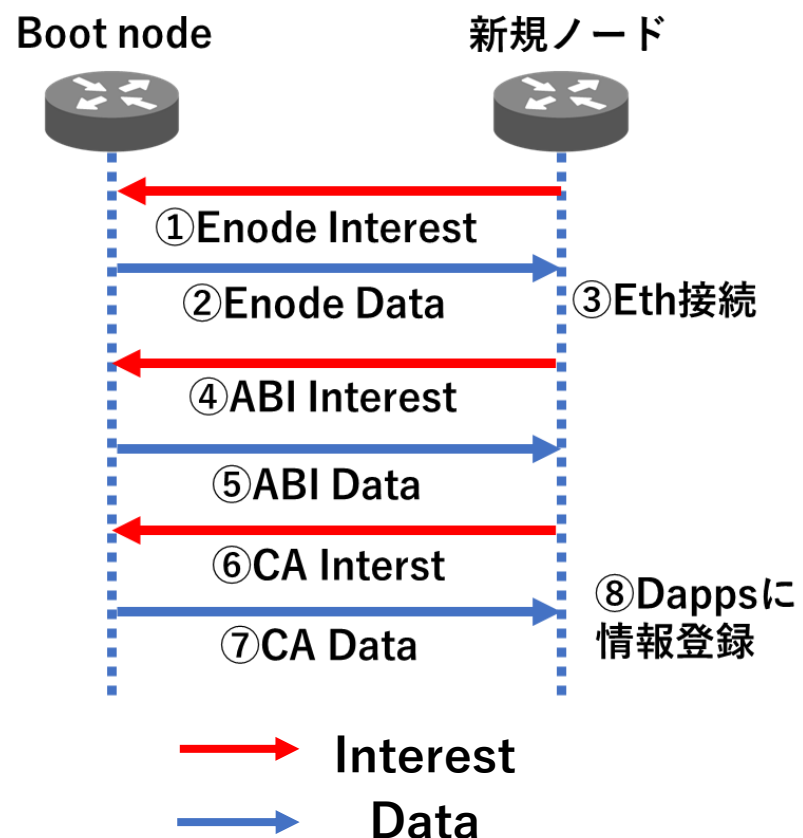 Boot node
新規ノード
①Enode Interest
②Enode Data
③Eth接続
④ABI Interest
⑤ABI Data
⑥CA Interst
⑦CA Data
⑧Dappsに
情報登録
Interest
Data